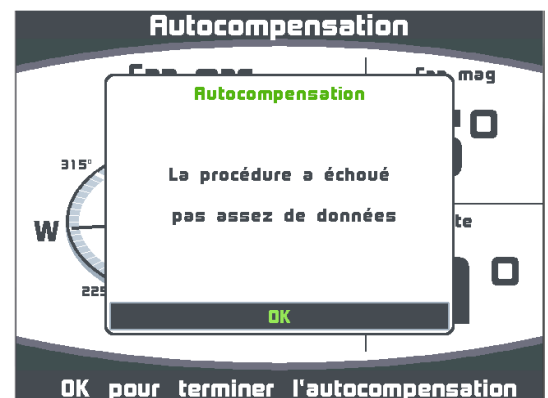 Autocompensation
mag
Autocompensation
La procédure a échoué
pas assez de données
OK
315°
W
225
OK pour terminer l'autocompensation